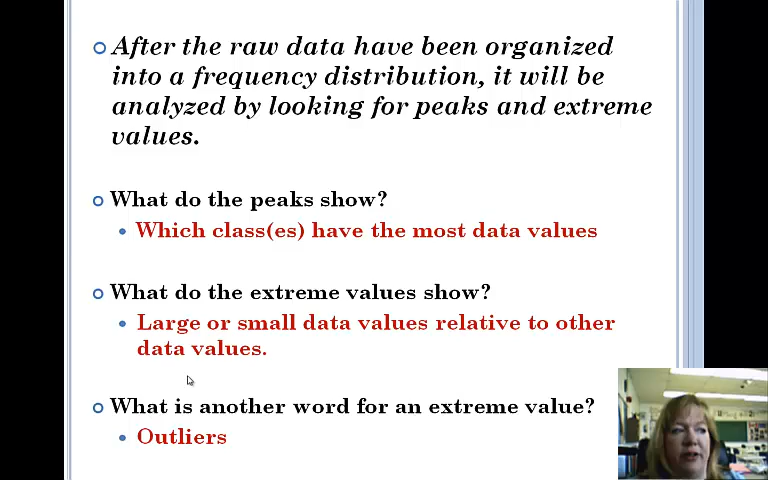 After the raw data have been organized
into a frequency distribution, it will be
analyzed by looking for peaks and extreme
values.
What do the peaks show?
Which class(es) have the most data values
What do the extreme values show?
Large or small data values relative to other
data values.
What is another word for an extreme value?
Outliers